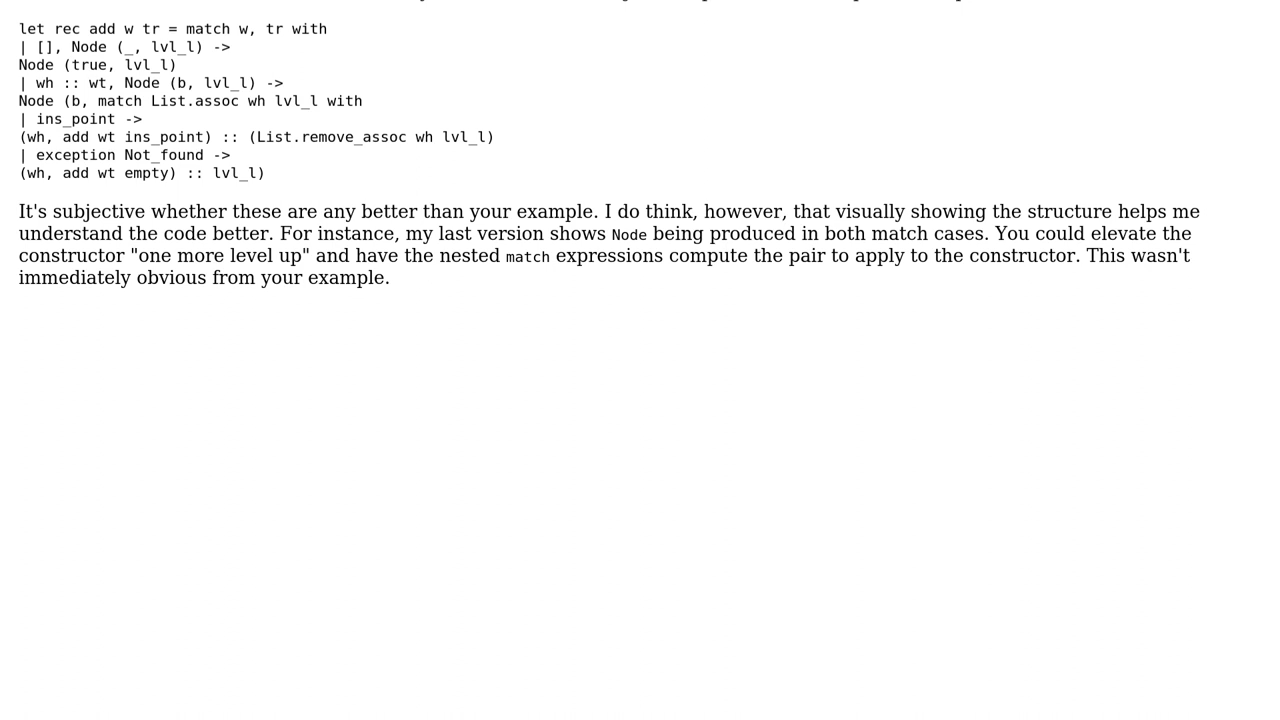 let rec add w tr = match w, tr with
| [], Node (_, lvl_l) ->
Node (true, lvl_l)
| wh :: wt, Node (b, lvl_l) ->
Node (b, match List.assoc wh lvl_l with
| ins_point ->
(wh, add wt ins_point) :: (List.remove_assoc wh lvl_l)
| exception Not_found ->
(wh, add wt empty) :: lvl_l)
It's subjective whether these are any better than your example. I do think, however, that visually showing the structure helps me
understand the code better. For instance, my last version shows Node being produced in both match cases. You could elevate the
constructor "one more level up" and have the nested match expressions compute the pair to apply to the constructor. This wasn't
immediately obvious from your example.